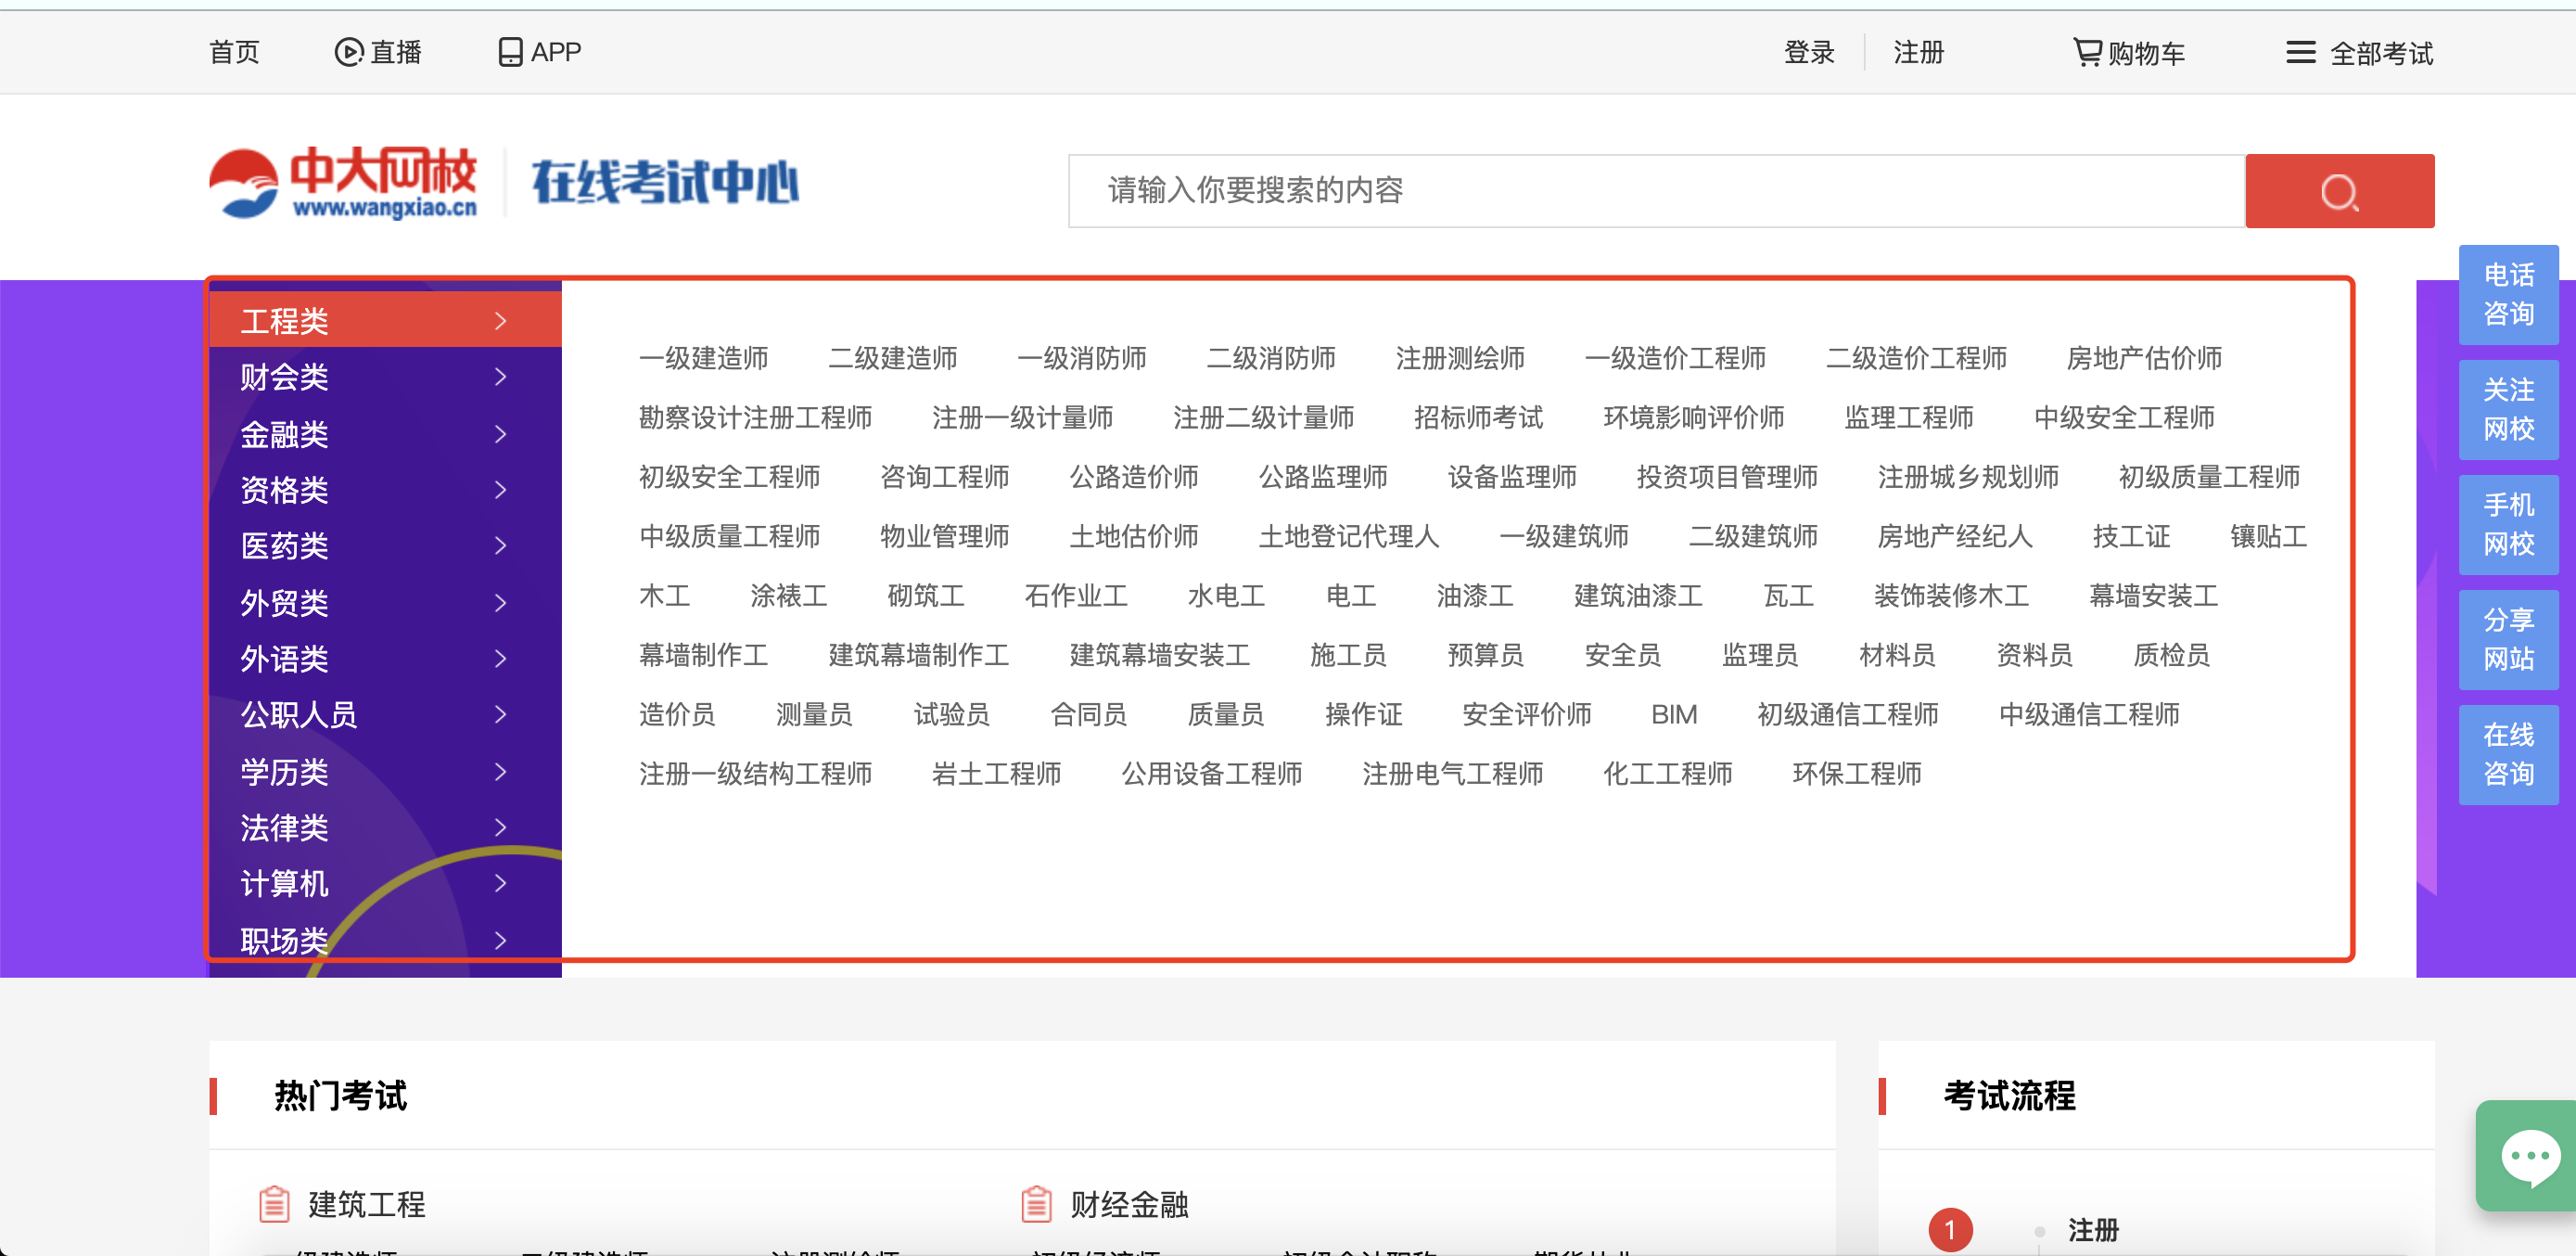 首页 直播 APP 登录 注册 购物车 全部考试
中大网校 在线考试中心
www.wangxiao.cn
请输入你要搜索的内容
工程类
财会类
金融类
资格类
医药类
外贸类
外语类
公职人员
学历类
法律类
计算机
职场类
一级建造师 二级建造师 一级消防师 二级消防师 注册测绘师 一级造价工程师 二级造价工程师 房地产估价师
勘察设计注册工程师 注册一级计量师 注册二级计量师 招标师考试 环境影响评价师 监理工程师 中级安全工程师
初级安全工程师 咨询工程师 公路造价师 公路监理师 设备监理师 投资项目管理师 注册城乡规划师 初级质量工程师
中级质量工程师 物业管理师 土地估价师 土地登记代理人 一级建筑师 二级建筑师 房地产经纪人 技工证 镶贴工
木工 涂裱工 砌筑工 石作业工 水电工 电工 油漆工 建筑油漆工 瓦工 装饰装修木工 幕墙安装工
幕墙制作工 建筑幕墙制作工 建筑幕墙安装工 施工员 预算员 安全员 监理员 材料员 资料员 质检员
造价员 测量员 试验员 合同员 质量员 操作证 安全评价师 BIM 初级通信工程师 中级通信工程师
注册一级结构工程师 岩土工程师 公用设备工程师 注册电气工程师 化工工程师 环保工程师
电话
咨询
关注
网校
手机
网校
分享
网站
在线
咨询
热门考试
建筑工程 财经金融
考试流程
1 注册